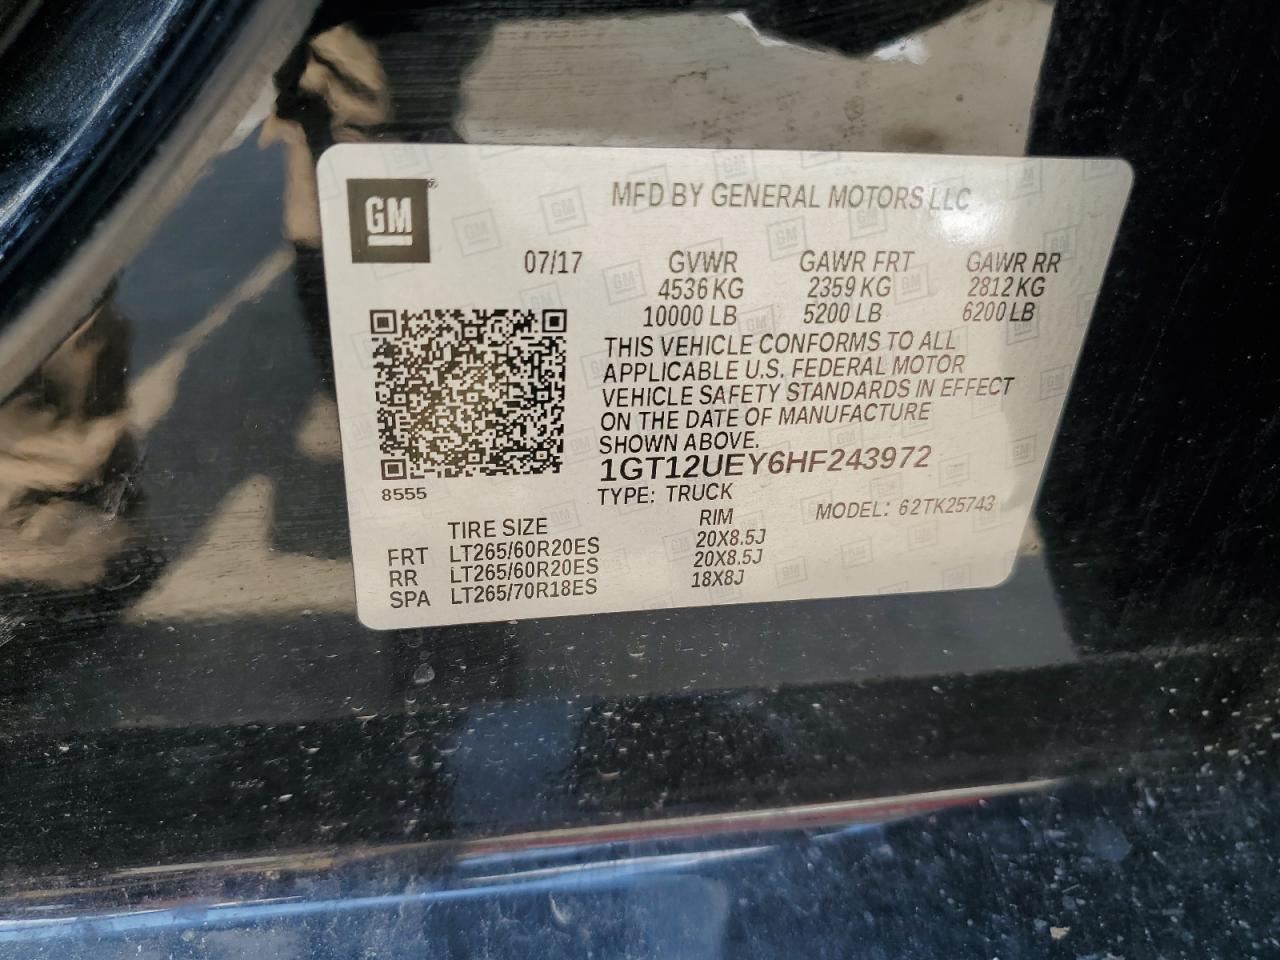 GM
MFD BY GENERAL MOTORS LLC
07/17 GVWR GAWR FRT GAWR RR
4536 KG 2359 KG 2812 KG
10000 LB 5200 LB 6200 LB
THIS VEHICLE CONFORMS TO ALL
APPLICABLE U.S. FEDERAL MOTOR
VEHICLE SAFETY STANDARDS IN EFFECT
ON THE DATE OF MANUFACTURE
SHOWN ABOVE.
1GT12UEY6HF243972
8555
TYPE: TRUCK MODEL: 62TK25743
TIRE SIZE RIM
FRT LT265/60R20ES 20X8.5J
RR LT265/60R20ES 20X8.5J
SPA LT265/70R18ES 18X8J